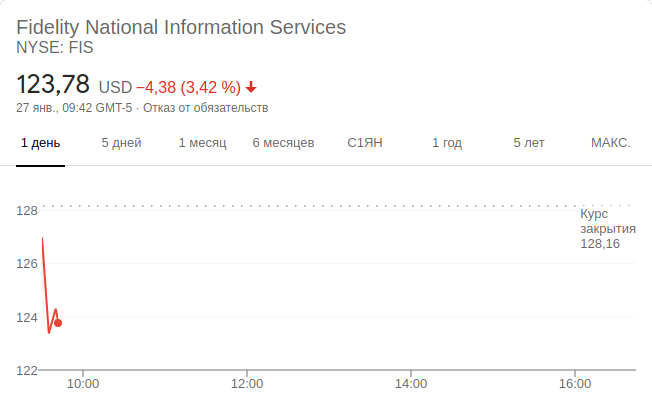 Fidelity National Information Services
NYSE: FIS
123,78 USD −4,38 (3,42 %)
27 янв., 09:42 GMT-5 · Отказ от обязательств
1 день 5 дней 1 месяц 6 месяцев С1ЯН 1 год 5 лет МАКС.
128
Курс
закрытия
128,16
126
124
122
10:00 12:00 14:00 16:00